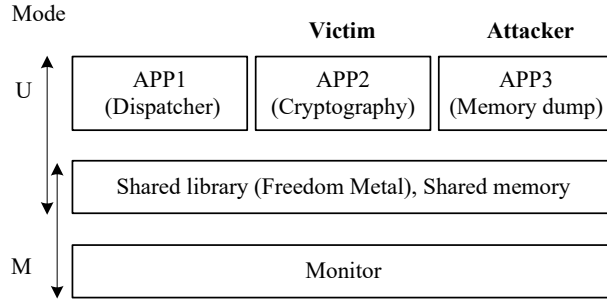 Mode
Victim
Attacker
U
APP1
(Dispatcher)
APP2
(Cryptography)
APP3
(Memory dump)
Shared library (Freedom Metal), Shared memory
M
Monitor